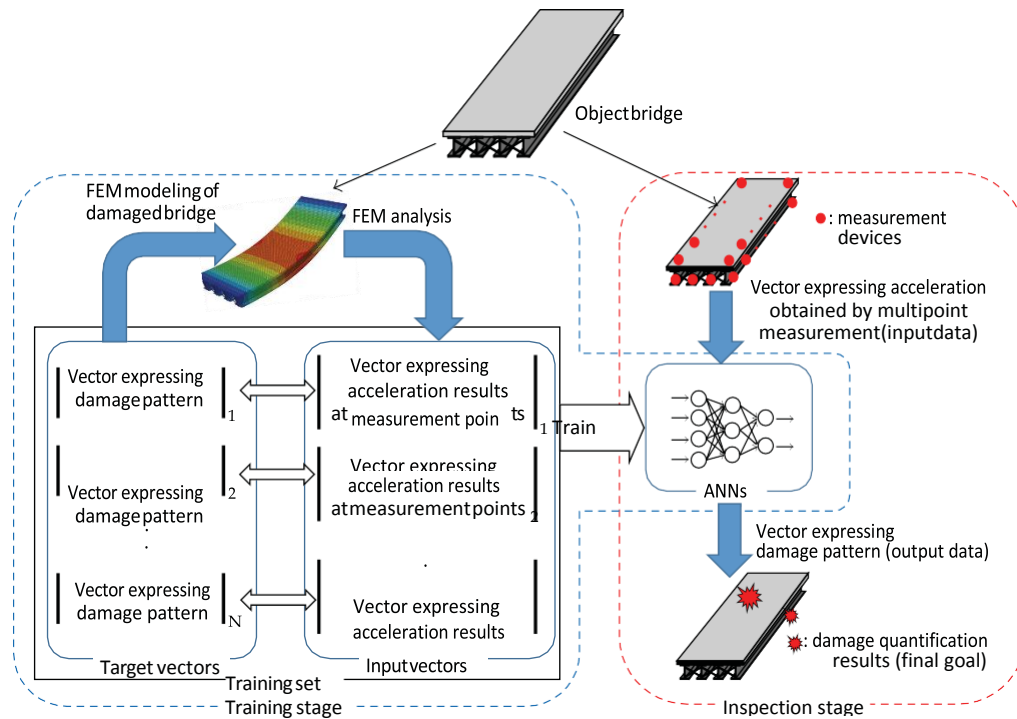 Object bridge
FEM modeling of
damaged bridge
FEM analysis
: measurement
devices
Vector expressing acceleration
obtained by multipoint
measurement(inputdata)
Vector expressing
damage pattern
1
Vector expressing
acceleration results
at measurement poin ts
1
Train
Vector expressing
damage pattern
2
Vector expressing
acceleration results
at measurement points
2
.
.
.
Vector expressing
damage pattern
N
Vector expressing
acceleration results
Target vectors
Input vectors
Training set
Training stage
ANNs
Vector expressing
damage pattern (output data)
: damage quantification
results (final goal)
Inspection stage